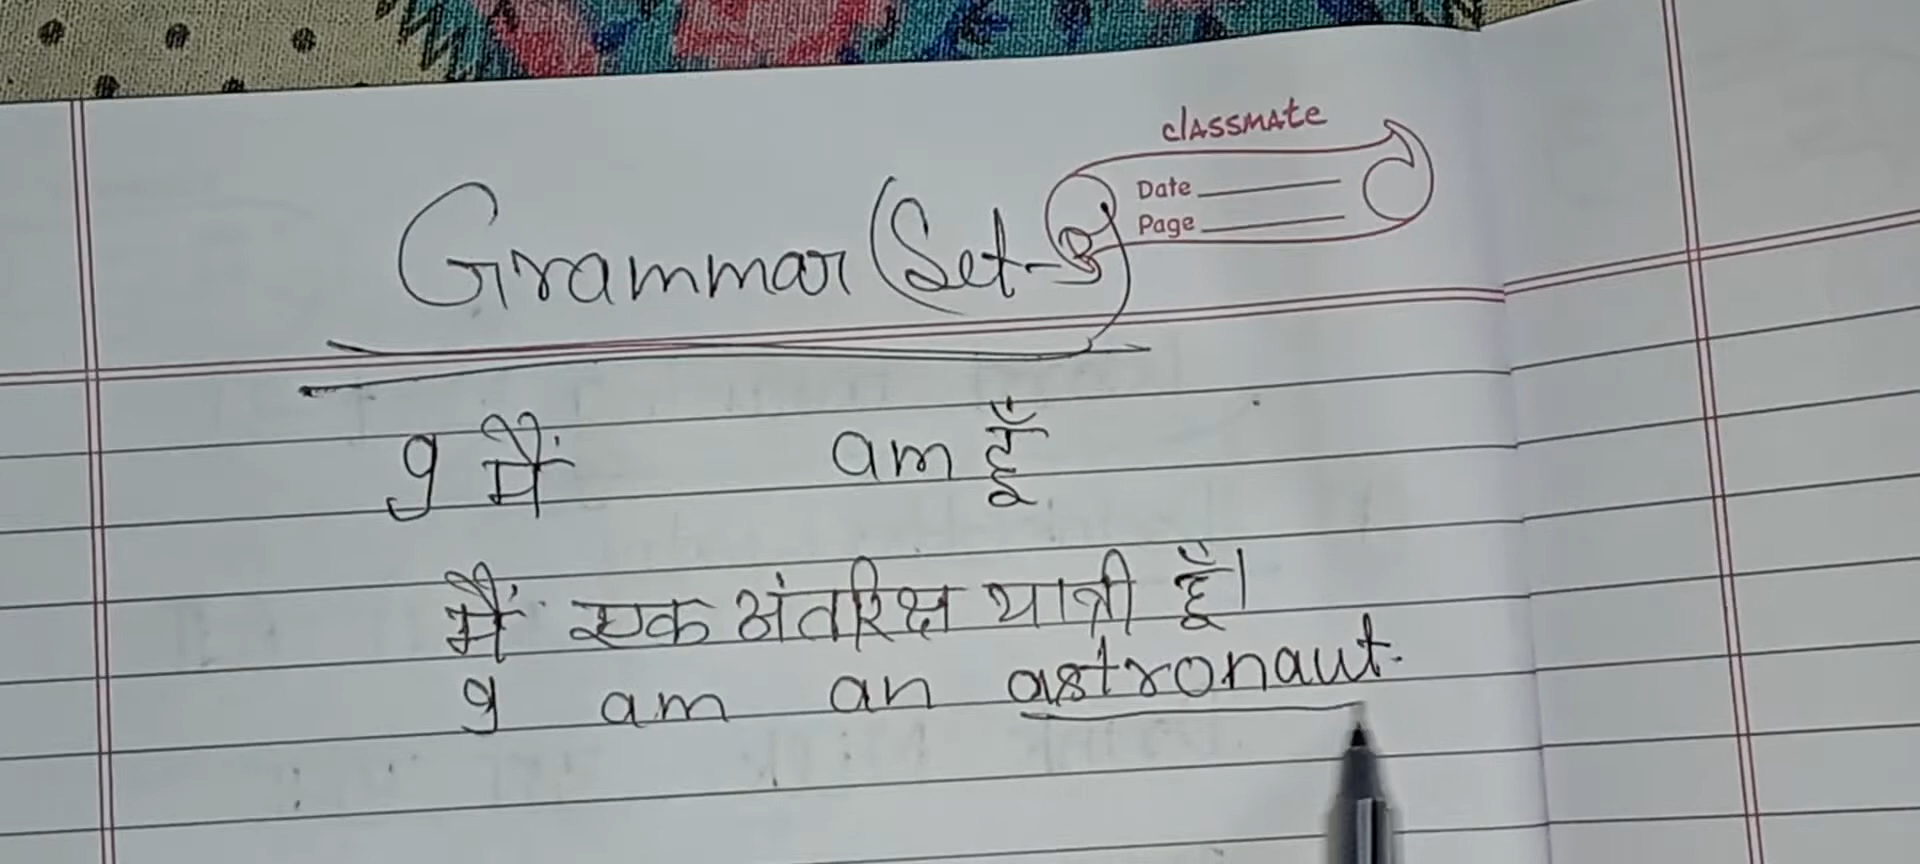 classmate
Date
Page
Grammar (Set-3)
I मैं am हूँ
मैं एक अंतरिक्ष यात्री हूँ।
I am an astronaut.